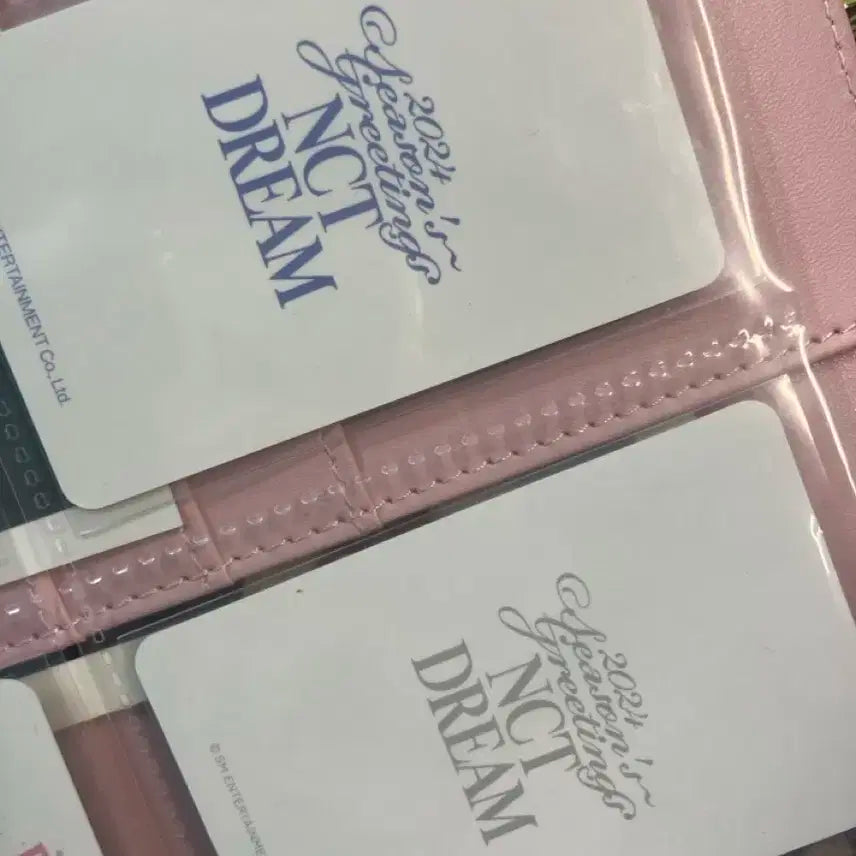 2024
Season's
Greetings
NCT
DREAM
ENTERTAINMENT Co., Ltd.
2024
Season's
Greetings
NCT
DREAM
© SM ENTERTAINME